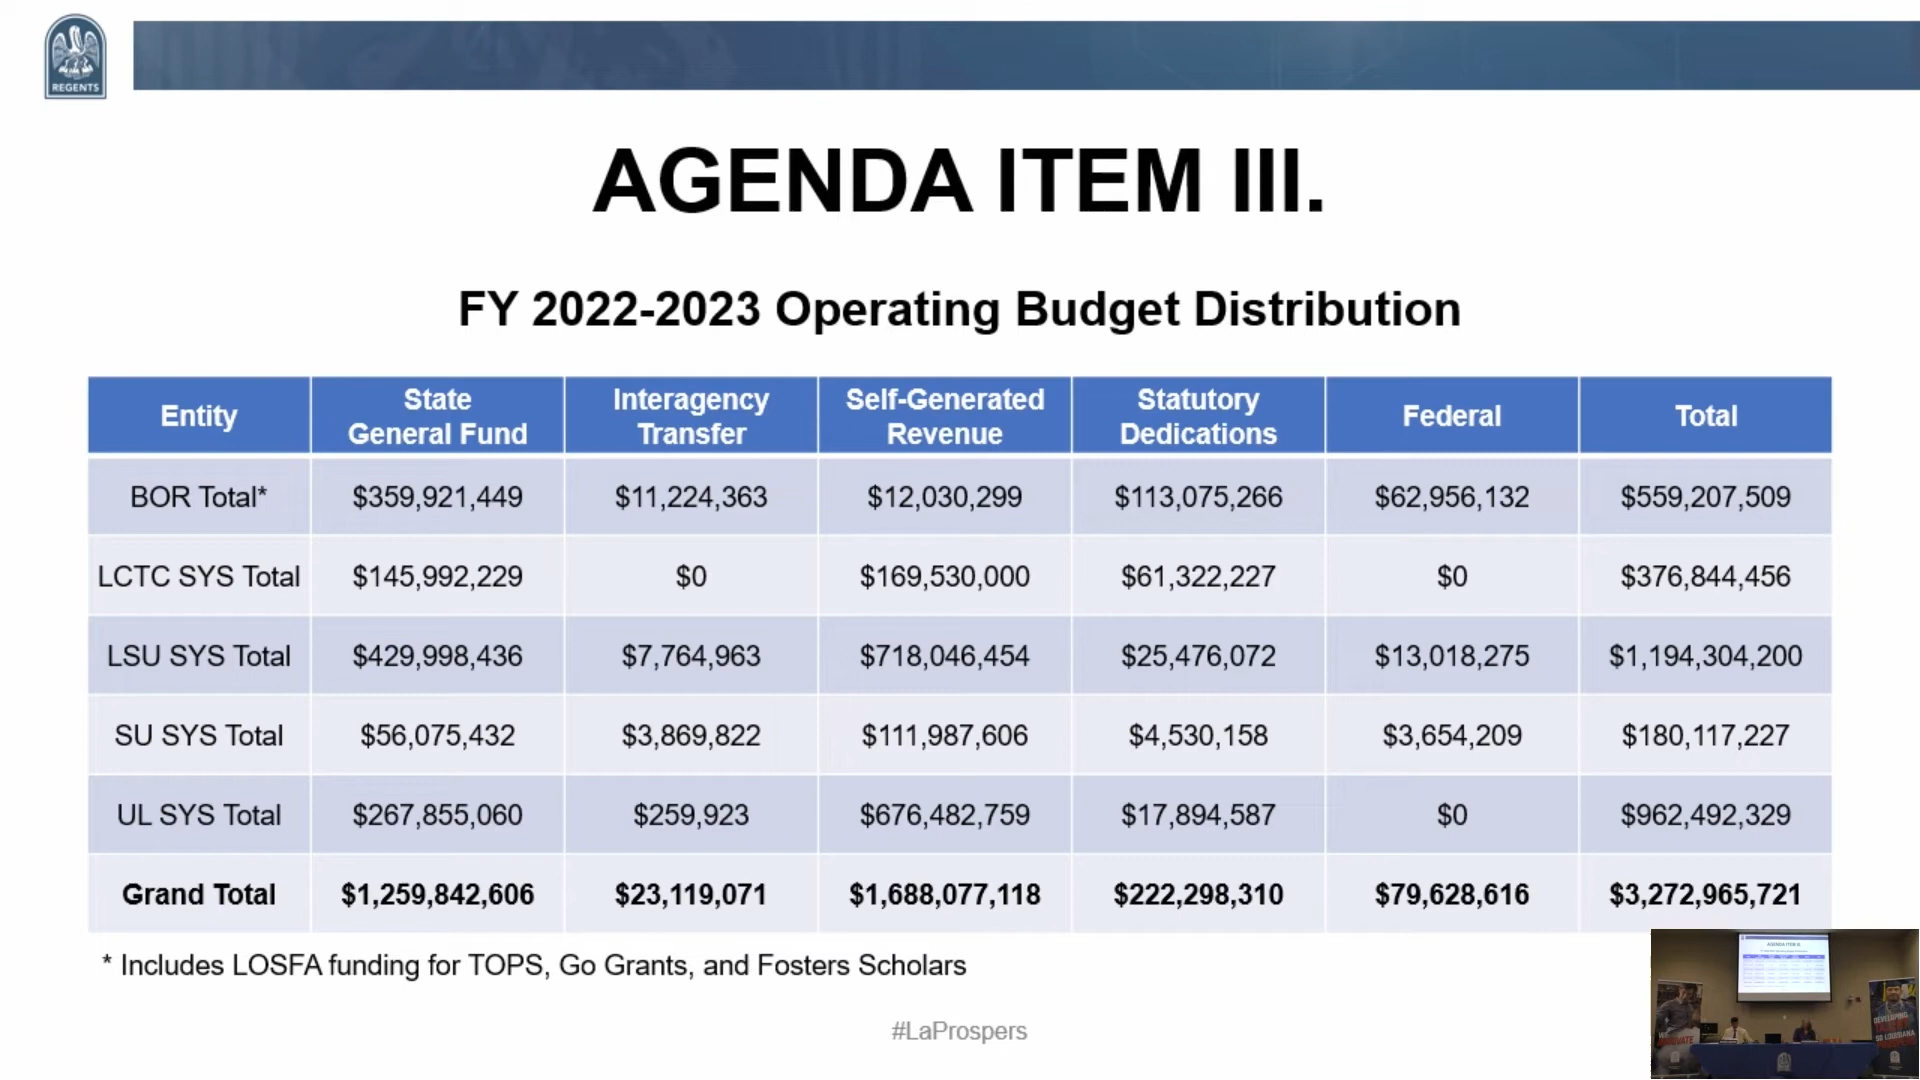 REGENTS
AGENDA ITEM III.
FY 2022-2023 Operating Budget Distribution
Entity State General Fund Interagency Transfer Self-Generated Revenue Statutory Dedications Federal Total
BOR Total* $359,921,449 $11,224,363 $12,030,299 $113,075,266 $62,956,132 $559,207,509
LCTC SYS Total $145,992,229 $0 $169,530,000 $61,322,227 $0 $376,844,456
LSU SYS Total $429,998,436 $7,764,963 $718,046,454 $25,476,072 $13,018,275 $1,194,304,200
SU SYS Total $56,075,432 $3,869,822 $111,987,606 $4,530,158 $3,654,209 $180,117,227
UL SYS Total $267,855,060 $259,923 $676,482,759 $17,894,587 $0 $962,492,329
Grand Total $1,259,842,606 $23,119,071 $1,688,077,118 $222,298,310 $79,628,616 $3,272,965,721
* Includes LOSFA funding for TOPS, Go Grants, and Fosters Scholars
#LaProspers
AGENDA ITEM III.
DEVELOPING
TALENT
SO LOUISIANA